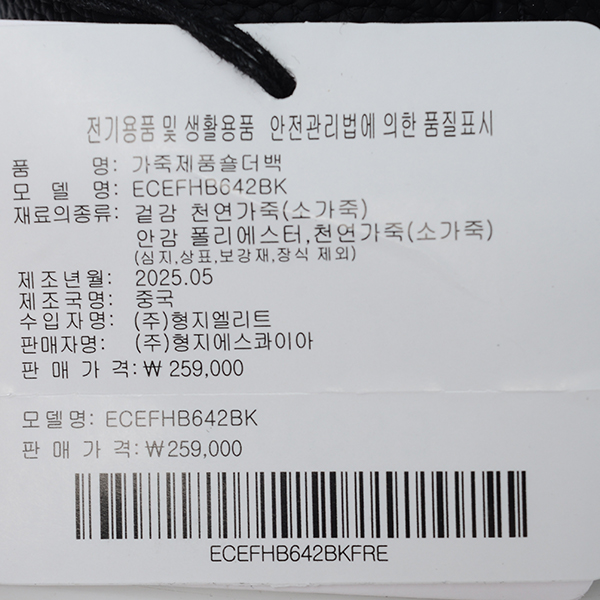 전기용품 및 생활용품 안전관리법에 의한 품질표시
품 명: 가죽제품숄더백
모 델 명: ECEFHB642BK
재료의종류: 겉감 천연가죽(소가죽)
안감 폴리에스터,천연가죽(소가죽)
(심지,상표,보강재,장식 제외)
제조년월: 2025.05
제조국명: 중국
수입자명: (주)형지엘리트
판매자명: (주)형지에스콰이아
판 매 가 격:₩ 259,000
모델명: ECEFHB642BK
판 매 가 격:₩259,000
ECEFHB642BKFRE